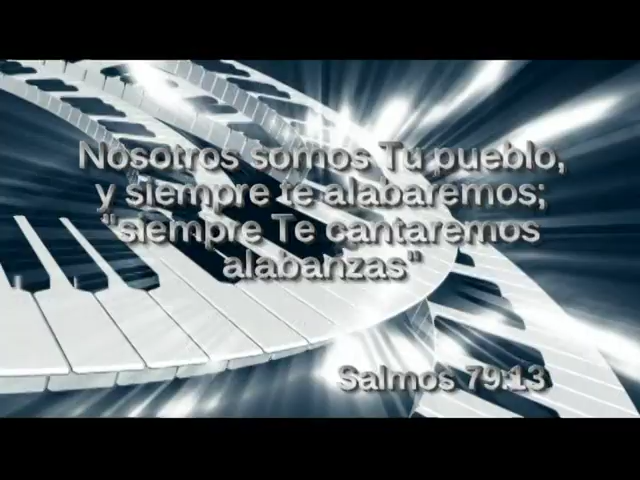 Nosotros somos Tu pueblo,
y siempre te alabaremos;
"siempre Te cantaremos
alabanzas"
Salmos 79:13